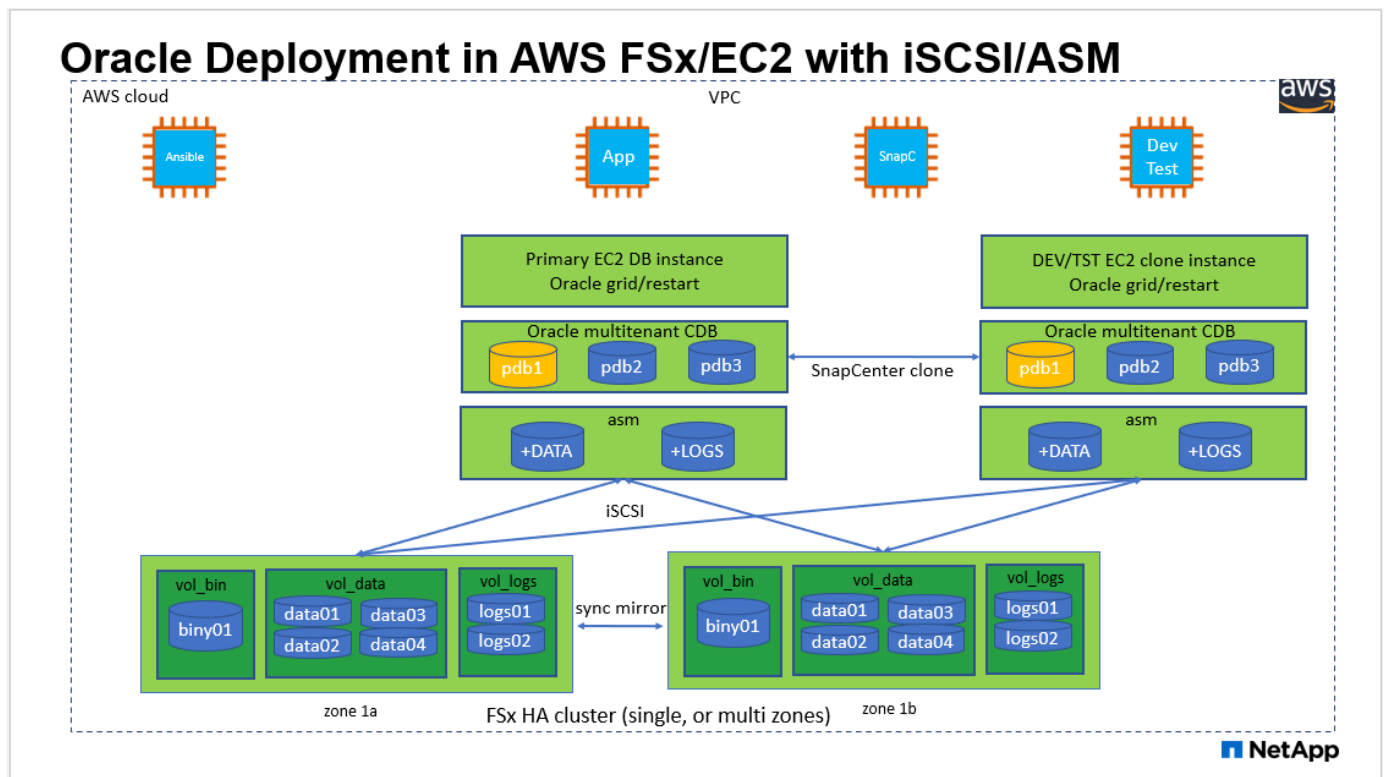 Oracle Deployment in AWS FSx/EC2 with iSCSI/ASM
AWS cloud
VPC
aws
Ansible
App
SnapC
Dev
Test
Primary EC2 DB instance
Oracle grid/restart
DEV/TST EC2 clone instance
Oracle grid/restart
Oracle multitenant CDB
pdb1
pdb2
pdb3
SnapCenter clone
Oracle multitenant CDB
pdb1
pdb2
pdb3
asm
+DATA
+LOGS
asm
+DATA
+LOGS
iSCSI
vol_bin
biny01
vol_data
data01
data03
data02
data04
vol_logs
logs01
logs02
sync mirror
vol_bin
biny01
vol_data
data01
data03
data02
data04
vol_logs
logs01
logs02
zone 1a
FSx HA cluster (single, or multi zones)
zone 1b
NetApp